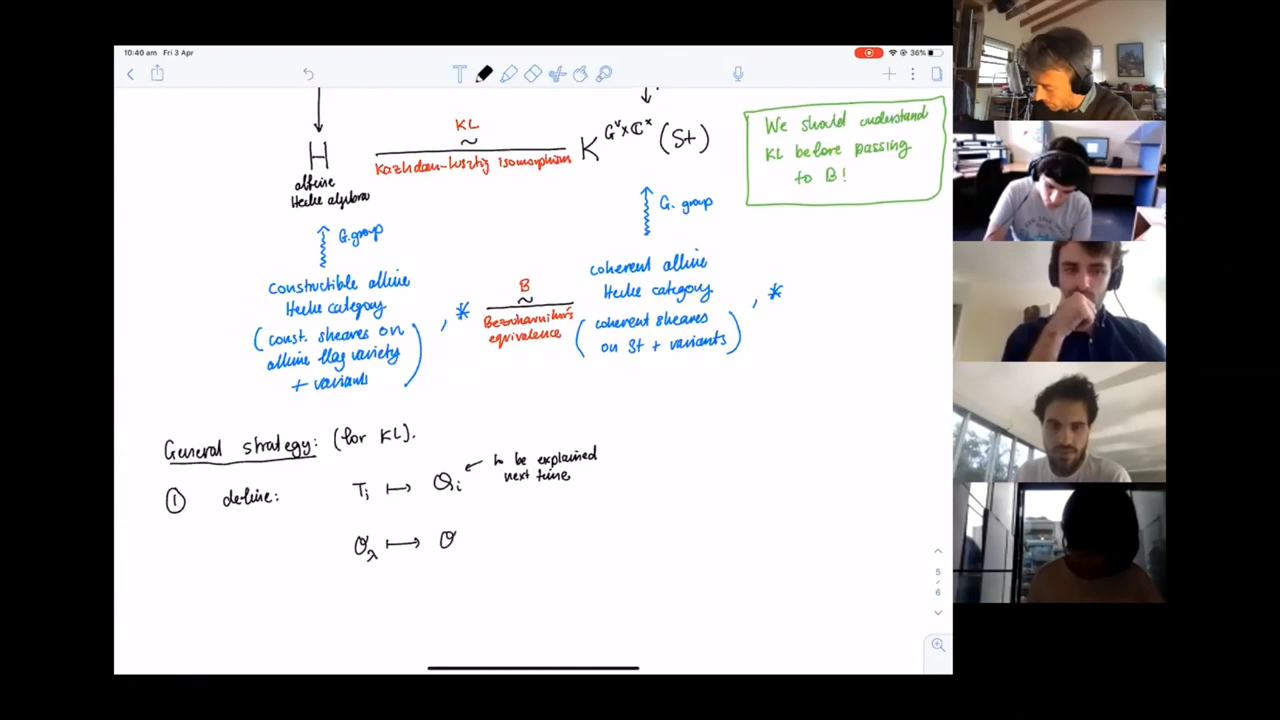 10:40 am Fri 3 Apr
36%
T
KL
~
H
Kazhdan-Lusztig isomorphism
K^{G^∨ × ℂ^×} (St)
affine
Hecke algebra
We should understand
KL before passing
to B!
G. group
G. group
constructible affine
Hecke category
(const. sheaves on
affine flag variety
+ variants)
, *
B
~
Bezrukavnikov's
equivalence
coherent affine
Hecke category
(coherent sheaves
on St + variants)
, *
General strategy: (for KL).
① define: T_i ↦ Q_i ← to be explained
next time
θ_λ ↦ O
5
/
6